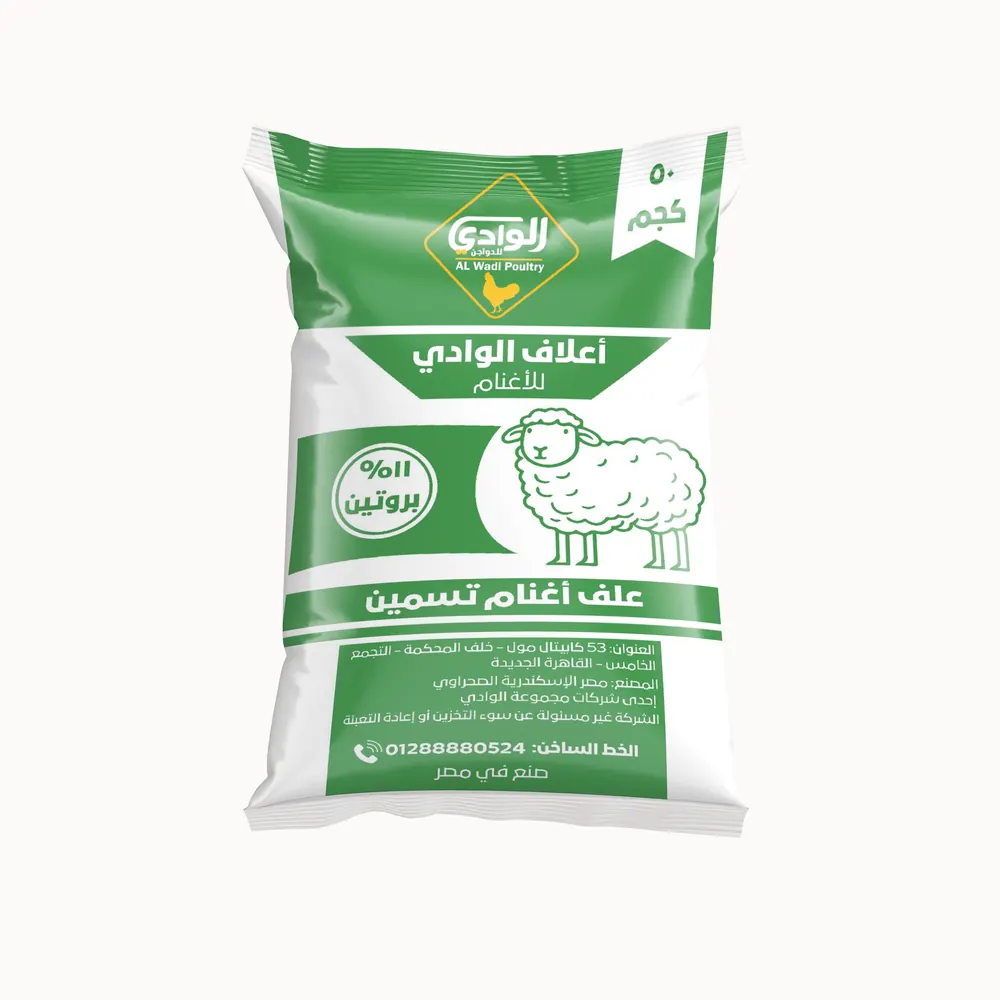 ٥٠
كجم
الوادي
للدواجن
AL Wadi Poultry
أعلاف الوادي
للأغنام
%١١
بروتين
علف أغنام تسمين
العنوان: 53 كابيتال مول - خلف المحكمة - التجمع
الخامس - القاهرة الجديدة
المصنع: مصر الإسكندرية الصحراوي
إحدى شركات مجموعة الوادي
الشركة غير مسئولة عن سوء التخزين أو إعادة التعبئة
الخط الساخن: 01288880524
صنع في مصر